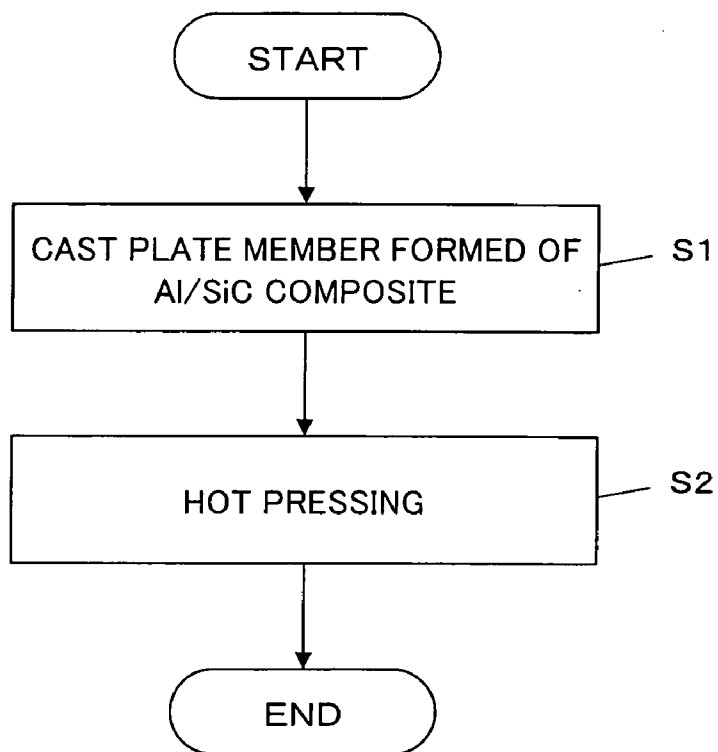 START
CAST PLATE MEMBER FORMED OF
Al/SiC COMPOSITE
S1
HOT PRESSING
S2
END